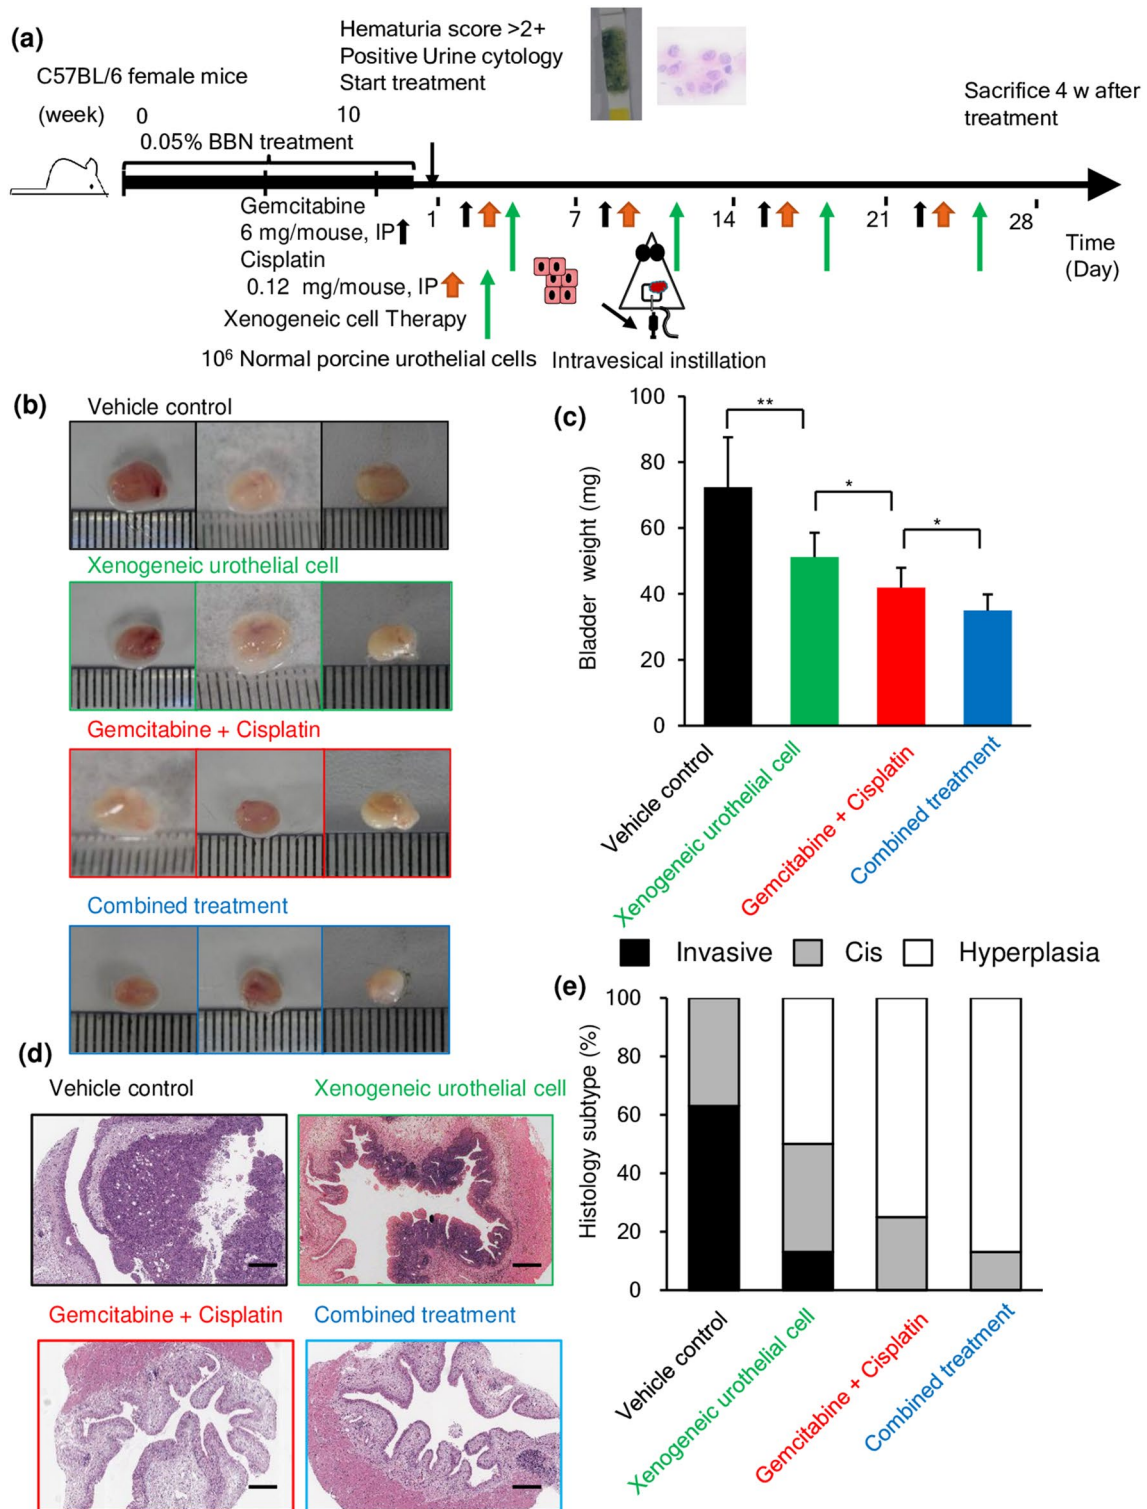 (a)
Hematuria score >2+
Positive Urine cytology
Start treatment
C57BL/6 female mice
(week) 0 10
0.05% BBN treatment
Sacrifice 4 w after
treatment
Gemcitabine
6 mg/mouse, IP
Cisplatin
0.12 mg/mouse, IP
Xenogeneic cell Therapy
10⁶ Normal porcine urothelial cells
Intravesical instillation
1 7 14 21 28
Time
(Day)
(b)
Vehicle control
Xenogeneic urothelial cell
Gemcitabine + Cisplatin
Combined treatment
(c)
Bladder weight (mg)
100
80
60
40
20
0
**
*
*
Vehicle control
Xenogeneic urothelial cell
Gemcitabine + Cisplatin
Combined treatment
(d)
Vehicle control
Xenogeneic urothelial cell
Gemcitabine + Cisplatin
Combined treatment
Invasive Cis Hyperplasia
(e)
Histology subtype (%)
100
80
60
40
20
0
Vehicle control
Xenogeneic urothelial cell
Gemcitabine + Cisplatin
Combined treatment